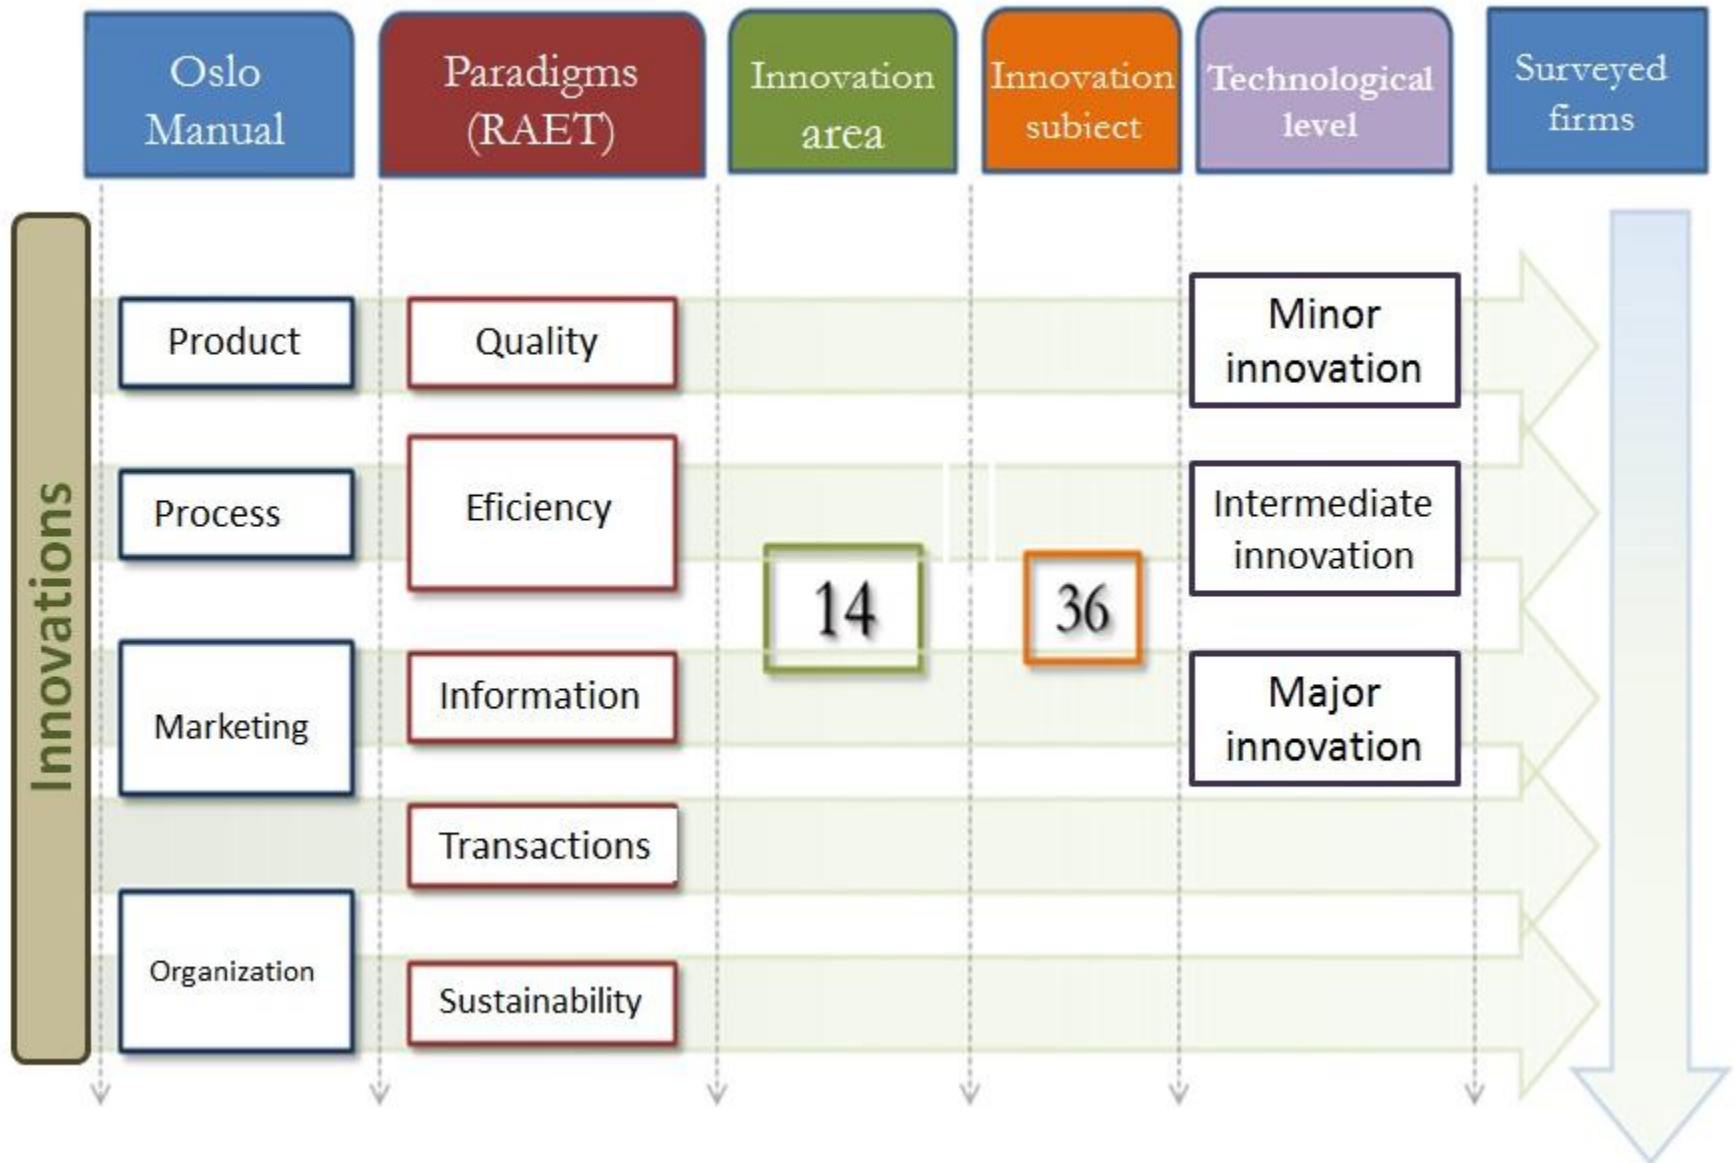 Oslo
Manual
Paradigms
(RAET)
Innovation
area
Innovation
subiect
Technological
level
Surveyed
firms
Innovations
Product
Process
Marketing
Organization
Quality
Eficiency
Information
Transactions
Sustainability
14
36
Minor
innovation
Intermediate
innovation
Major
innovation